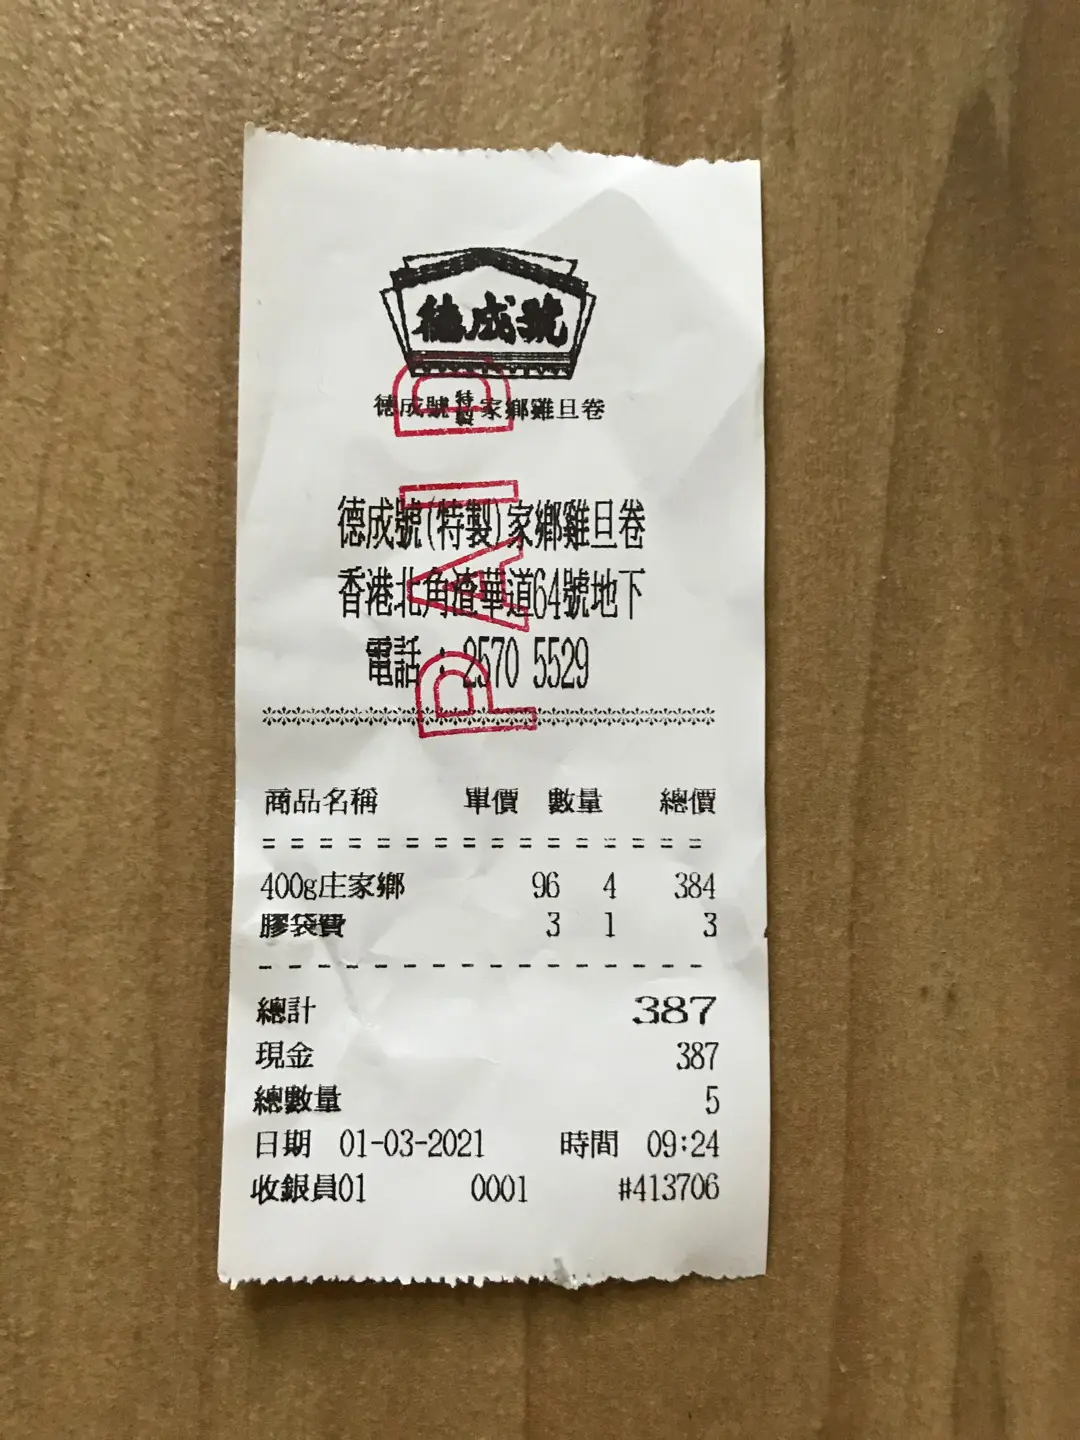 德成號
德成號特製家鄉雞旦卷
PAID
德成號(特製)家鄉雞旦卷
香港北角渣華道64號地下
電話 : 2570 5529
商品名稱 單價 數量 總價
400g庄家鄉 96 4 384
膠袋費 3 1 3
總計 387
現金 387
總數量 5
日期 01-03-2021 時間 09:24
收銀員01 0001 #413706